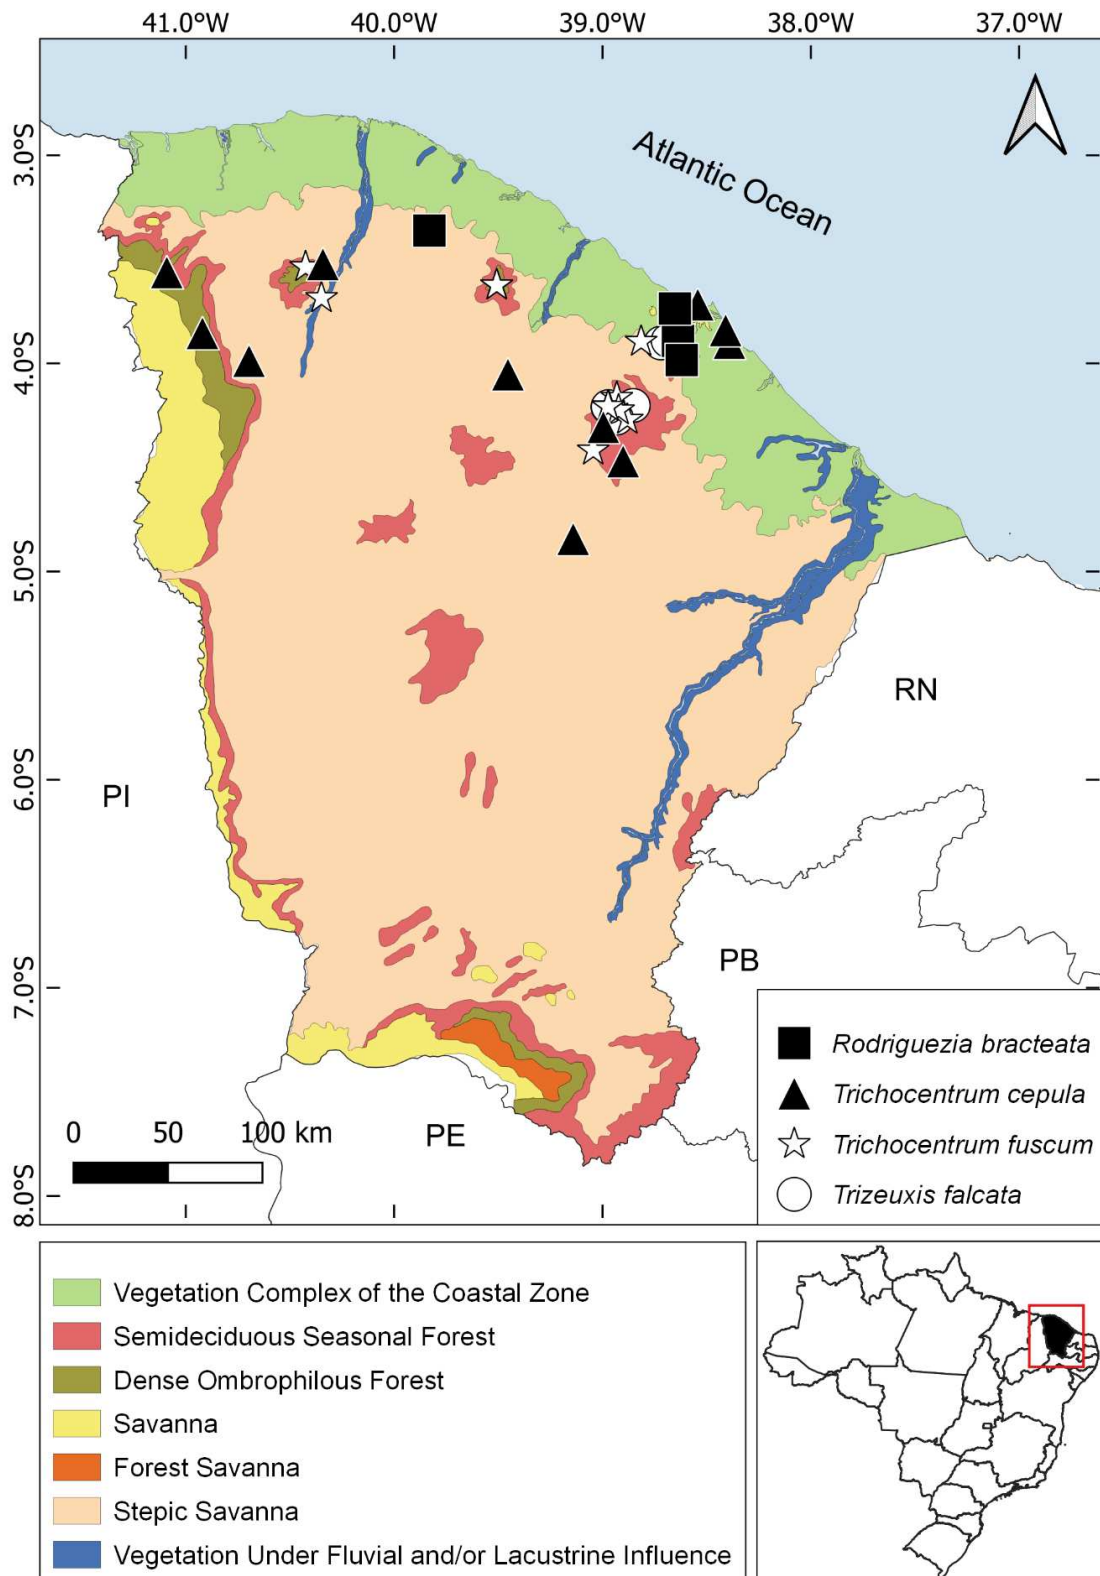 41.0°W 40.0°W 39.0°W 38.0°W 37.0°W
3.0°S
Atlantic Ocean
4.0°S
5.0°S
RN
6.0°S
PI
PB
7.0°S
Rodriguezia bracteata
Trichocentrum cepula
0 50 100 km
PE
Trichocentrum fuscum
Trizeuxis falcata
8.0°S
Vegetation Complex of the Coastal Zone
Semideciduous Seasonal Forest
Dense Ombrophilous Forest
Savanna
Forest Savanna
Stepic Savanna
Vegetation Under Fluvial and/or Lacustrine Influence